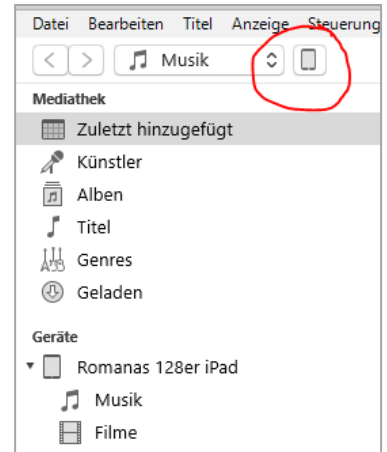 Datei Bearbeiten Titel Anzeige Steuerung
Musik
Mediathek
Zuletzt hinzugefügt
Künstler
Alben
Titel
Genres
Geladen
Geräte
Romanas 128er iPad
Musik
Filme